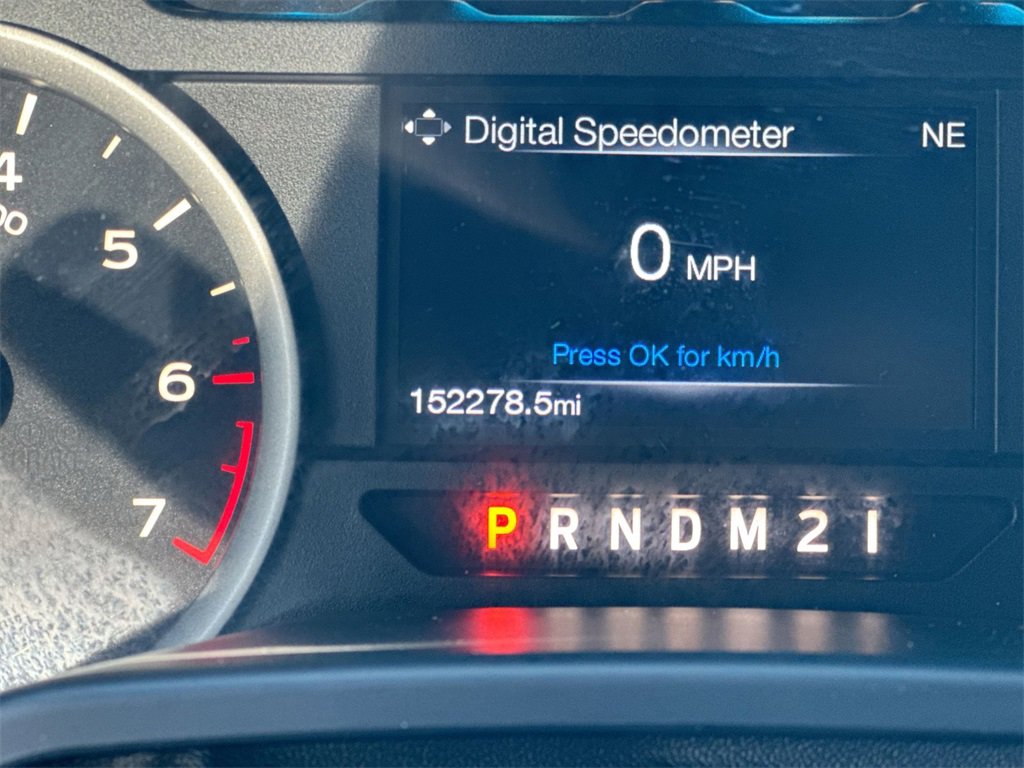 Digital Speedometer NE
4
5
0 MPH
Press OK for km/h
6
152278.5mi
7
P R N D M 2 1